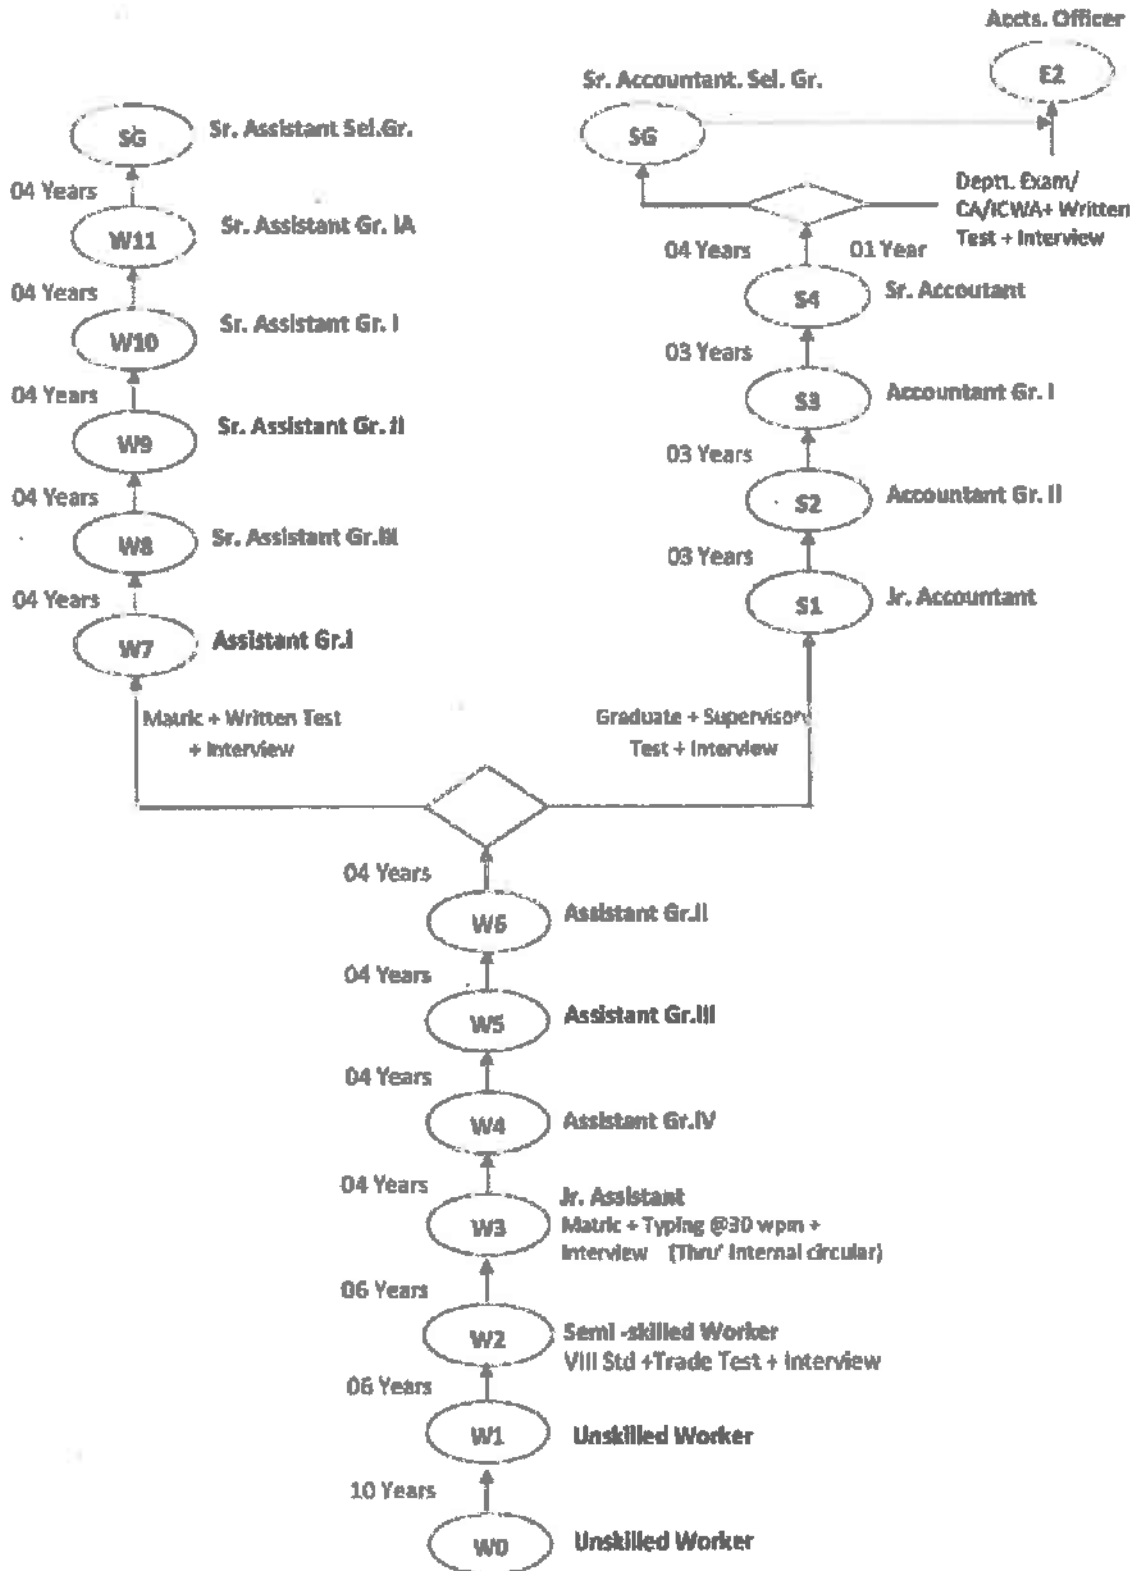 Accts. Officer
E2
Sr. Accountant. Sel. Gr.
SG
Sr. Assistant Sel.Gr.
SG
04 Years
Deptt. Exam/
CA/ICWA+ Written
Test + Interview
W11
Sr. Assistant Gr. IA
04 Years
01 Year
S4
Sr. Accoutant
04 Years
W10
Sr. Assistant Gr. I
03 Years
S3
Accountant Gr. I
04 Years
W9
Sr. Assistant Gr. II
03 Years
S2
Accountant Gr. II
04 Years
W8
Sr. Assistant Gr.III
03 Years
S1
Jr. Accountant
04 Years
W7
Assistant Gr.I
Matric + Written Test
+ Interview
Graduate + Supervisory
Test + Interview
04 Years
W6
Assistant Gr.II
04 Years
W5
Assistant Gr.III
04 Years
W4
Assistant Gr.IV
04 Years
W3
Jr. Assistant
Matric + Typing @30 wpm +
Interview (Thru' Internal circular)
06 Years
W2
Semi -skilled Worker
VIII Std +Trade Test + Interview
06 Years
W1
Unskilled Worker
10 Years
W0
Unskilled Worker